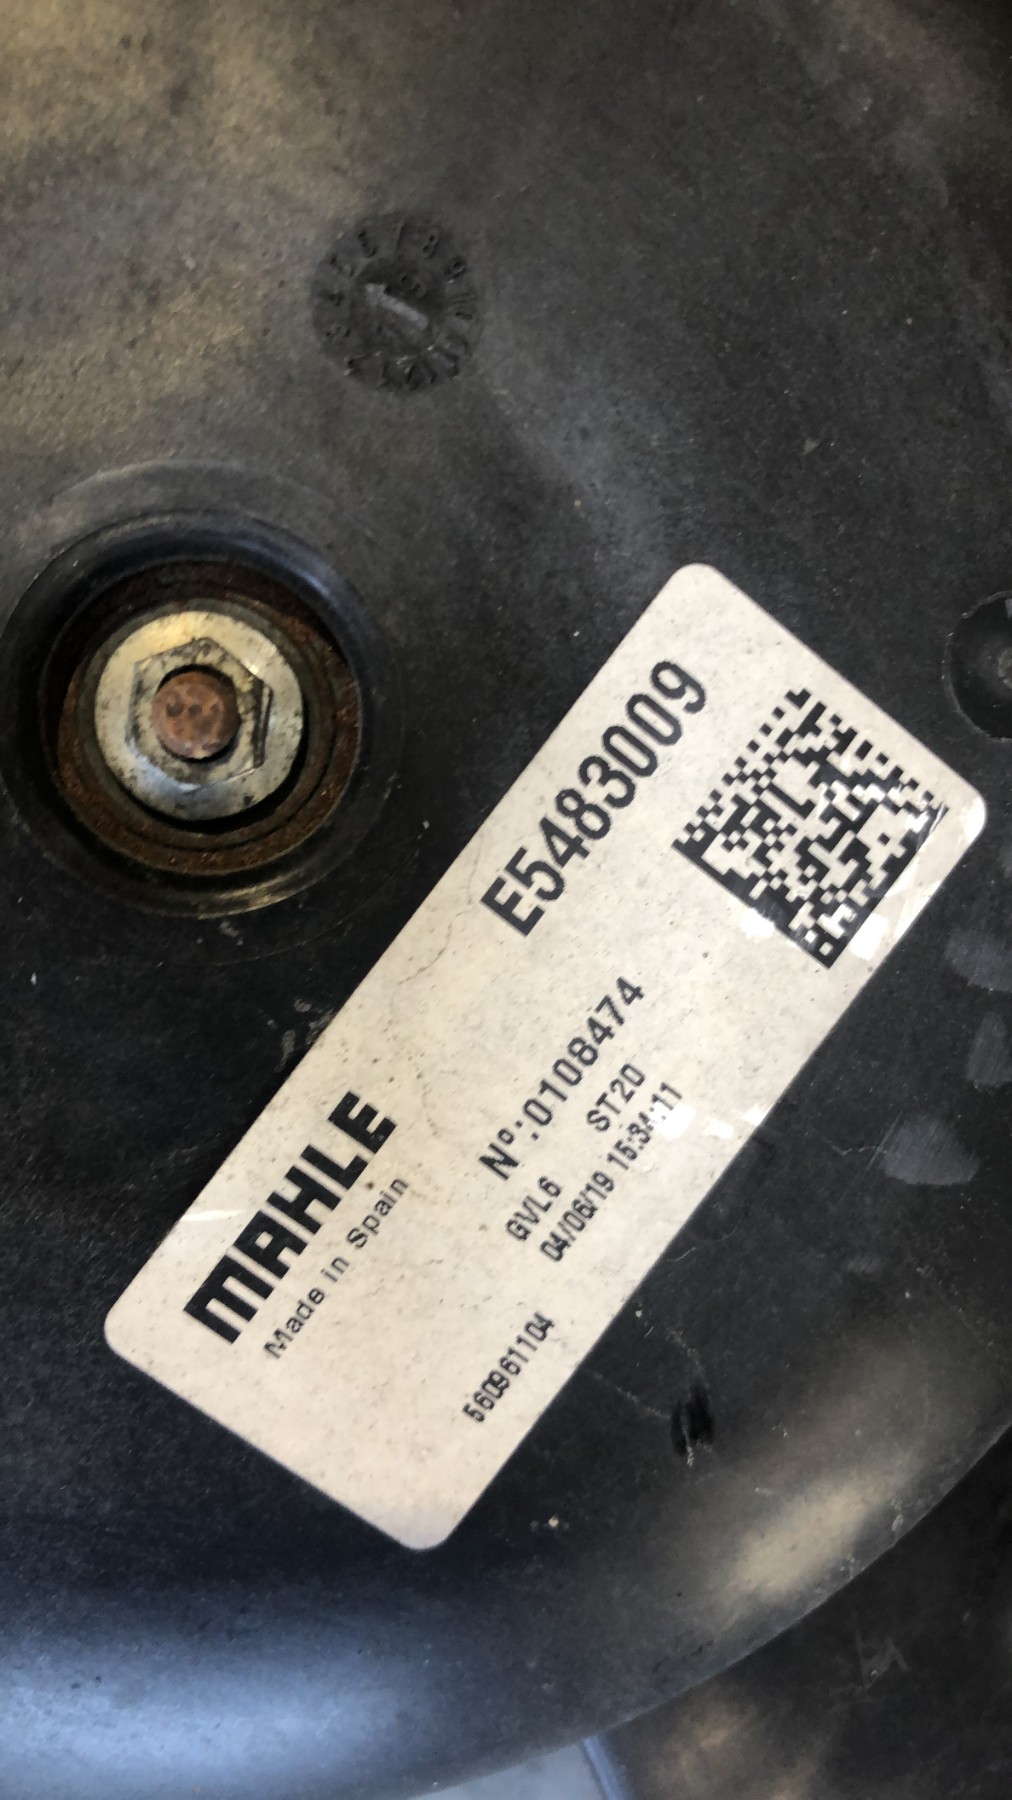 E5483009
MAHLE
Made in Spain
Nº.:0108474
GVL6 ST20
04/06/19 15:34:11
560961104